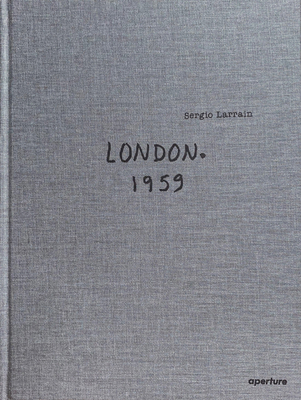 Sergio Larrain
LONDON.
1959
aperture